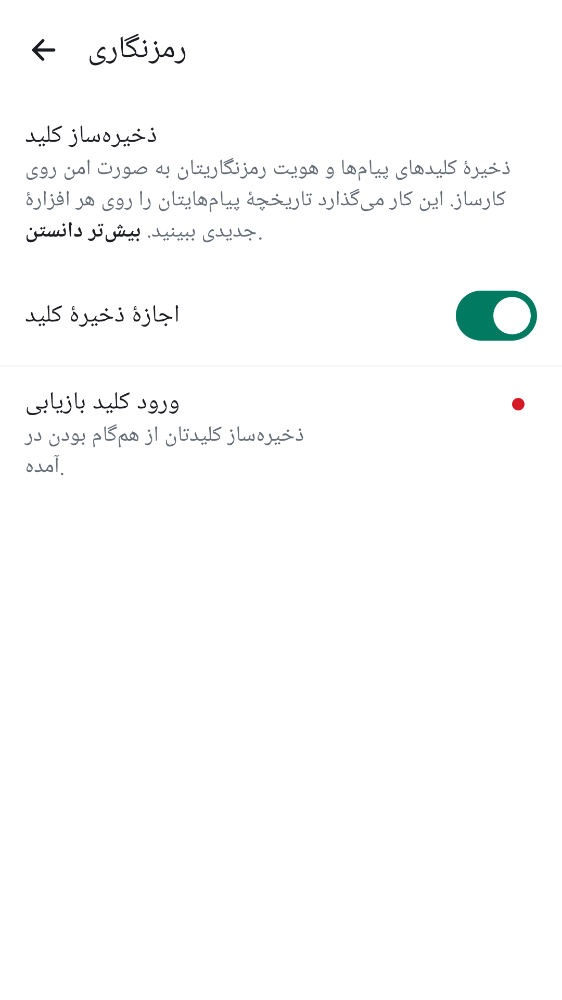 رمزنگاری
ذخیره‌ساز کلید
ذخیرهٔ کلیدهای پیام‌ها و هویت رمزنگاریتان به صورت امن روی
کارساز. این کار می‌گذارد تاریخچهٔ پیام‌هایتان را روی هر افزارهٔ
جدیدی ببینید. بیش‌تر دانستن.
اجازهٔ ذخیرهٔ کلید
ورود کلید بازیابی
ذخیره‌ساز کلیدتان از هم‌گام بودن در
آمده.